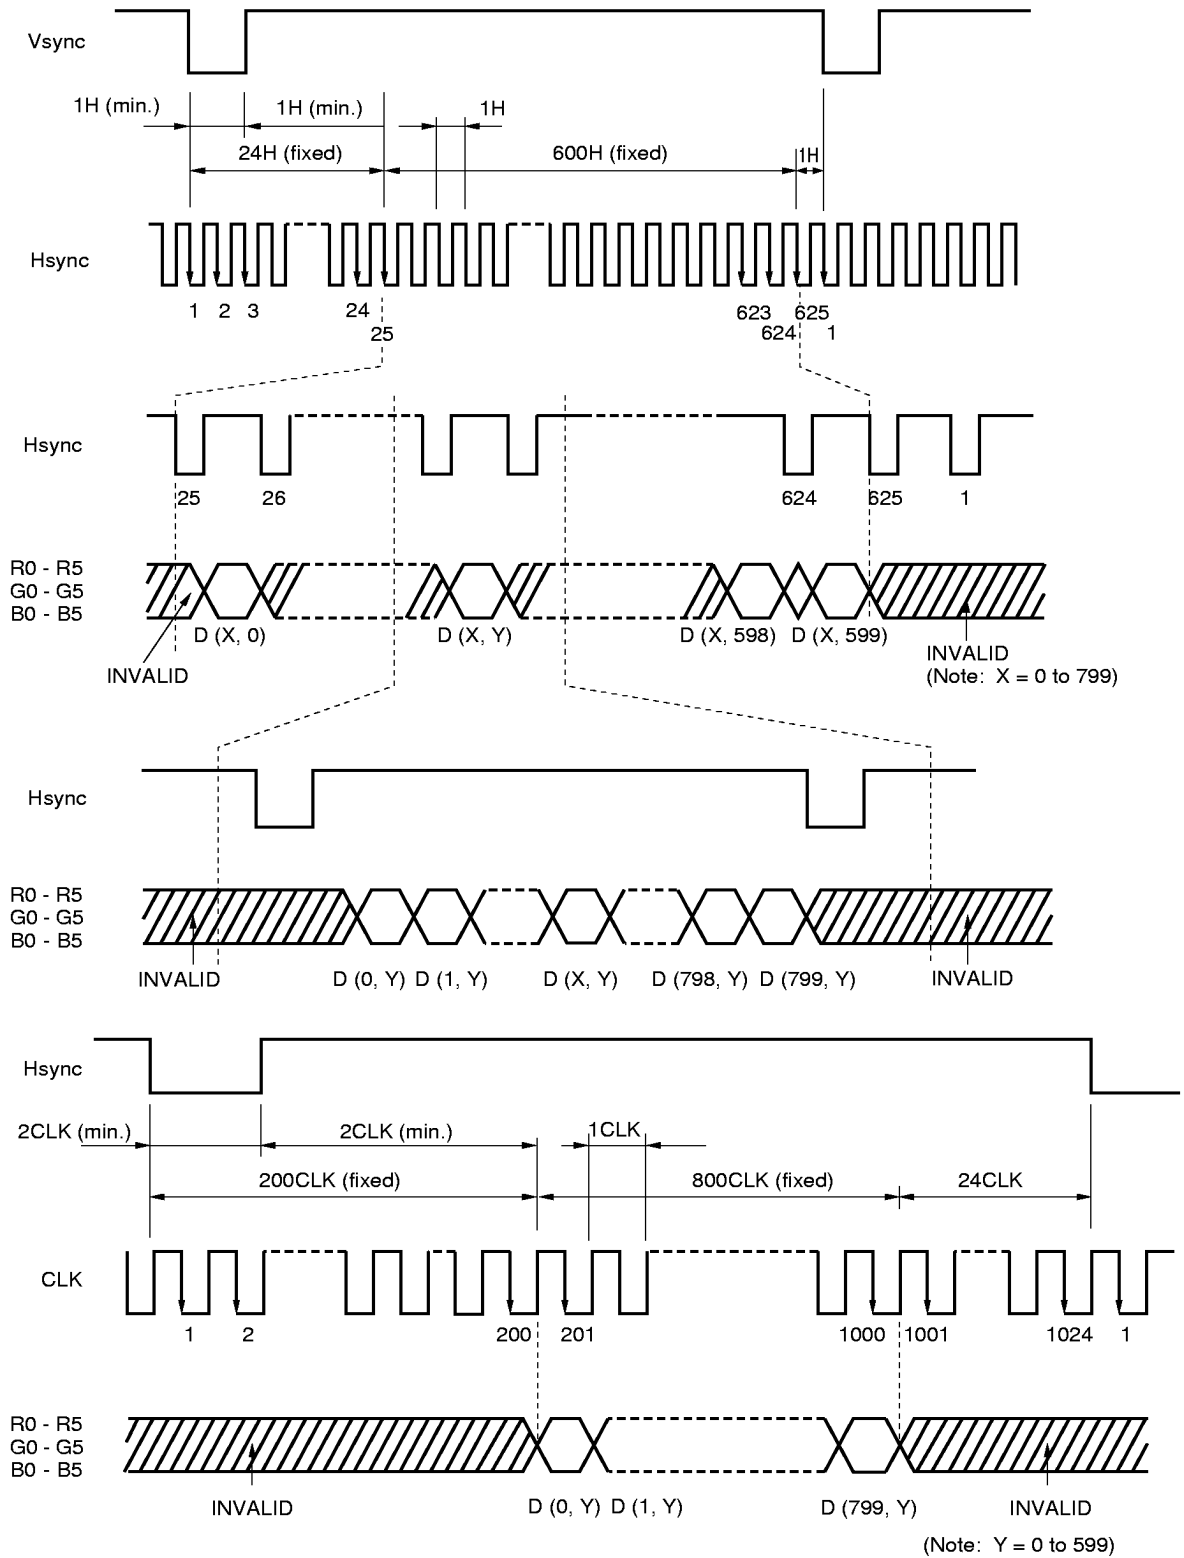 Vsync
1H (min.) 1H (min.) 1H
24H (fixed) 600H (fixed) 1H
Hsync
1 2 3 24 623 625
25 624 1
Hsync
25 26 624 625 1
R0 - R5
G0 - G5
B0 - B5
D (X, 0) D (X, Y) D (X, 598) D (X, 599)
INVALID
INVALID
(Note: X = 0 to 799)
Hsync
R0 - R5
G0 - G5
B0 - B5
INVALID D (0, Y) D (1, Y) D (X, Y) D (798, Y) D (799, Y) INVALID
Hsync
2CLK (min.) 2CLK (min.) 1CLK
200CLK (fixed) 800CLK (fixed) 24CLK
CLK
1 2 200 201 1000 1001 1024 1
R0 - R5
G0 - G5
B0 - B5
INVALID D (0, Y) D (1, Y) D (799, Y) INVALID
(Note: Y = 0 to 599)